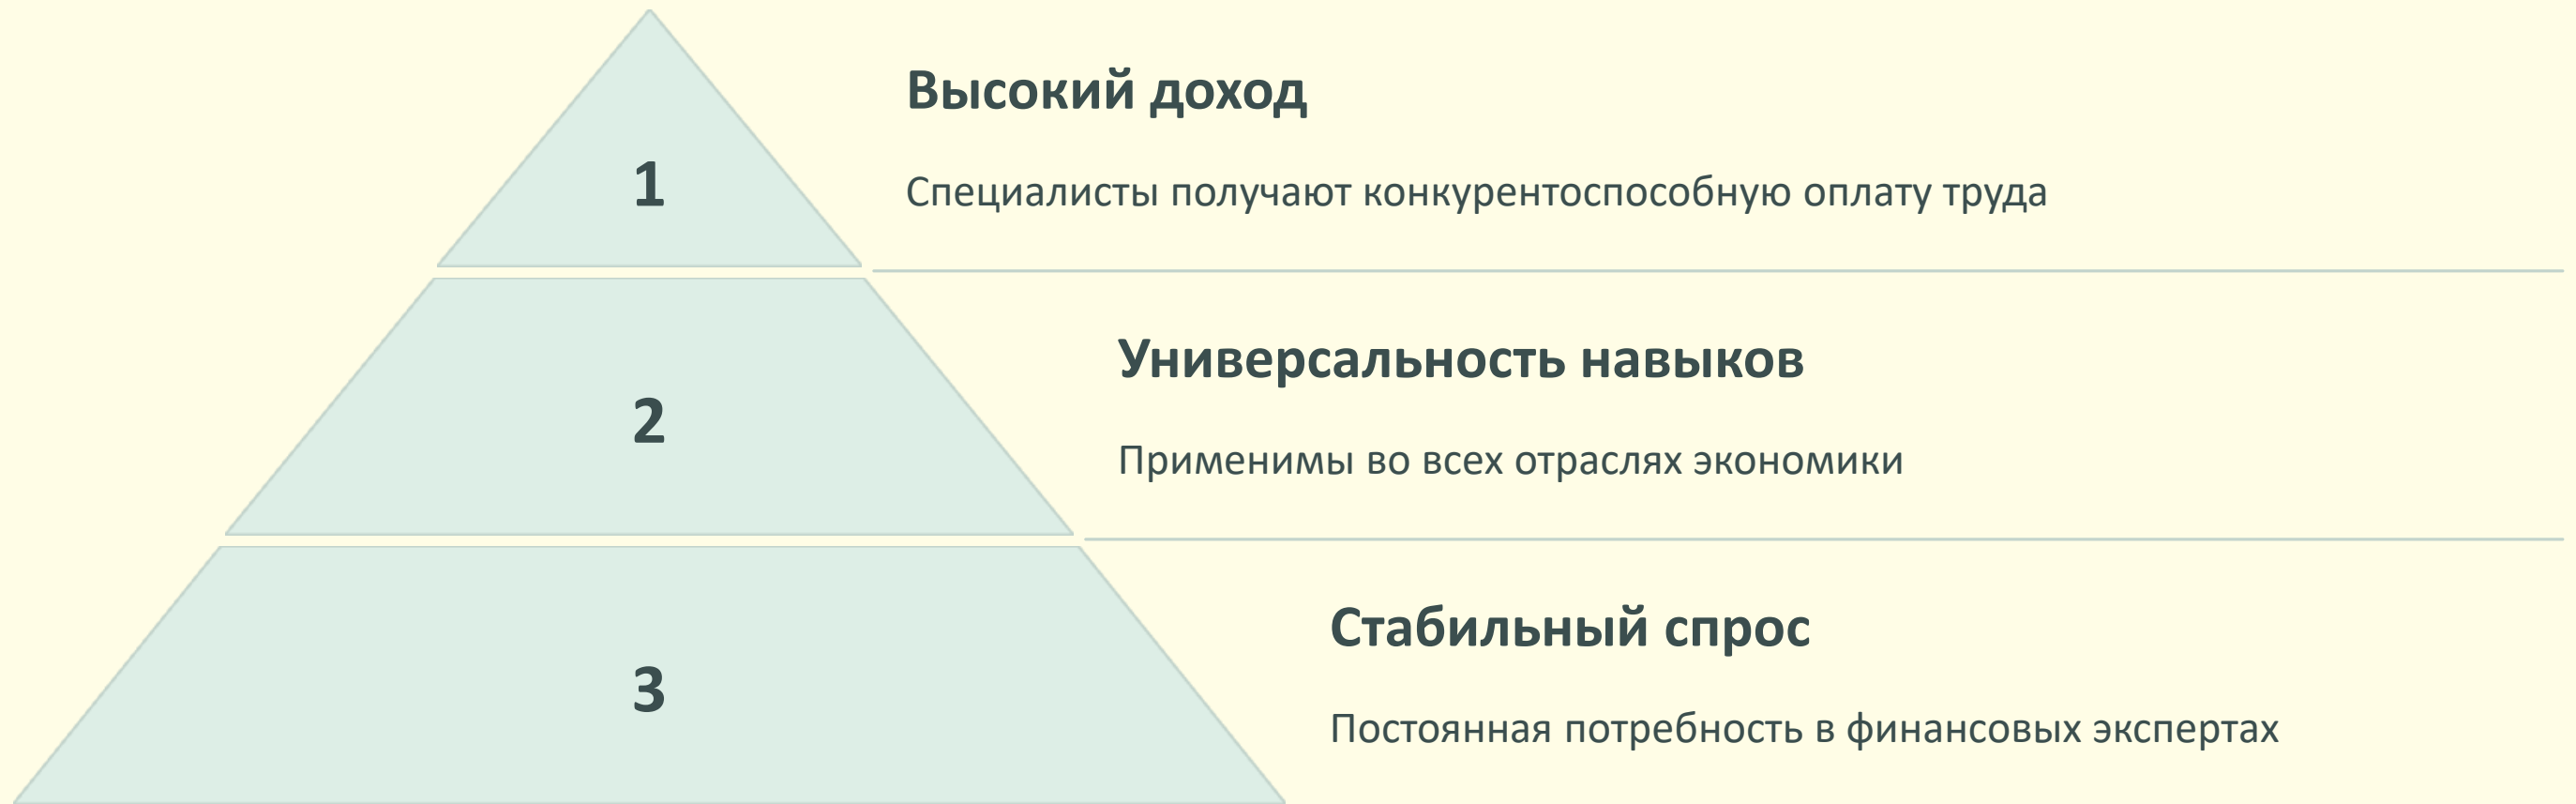 1
Высокий доход
Специалисты получают конкурентоспособную оплату труда
2
Универсальность навыков
Применимы во всех отраслях экономики
3
Стабильный спрос
Постоянная потребность в финансовых экспертах